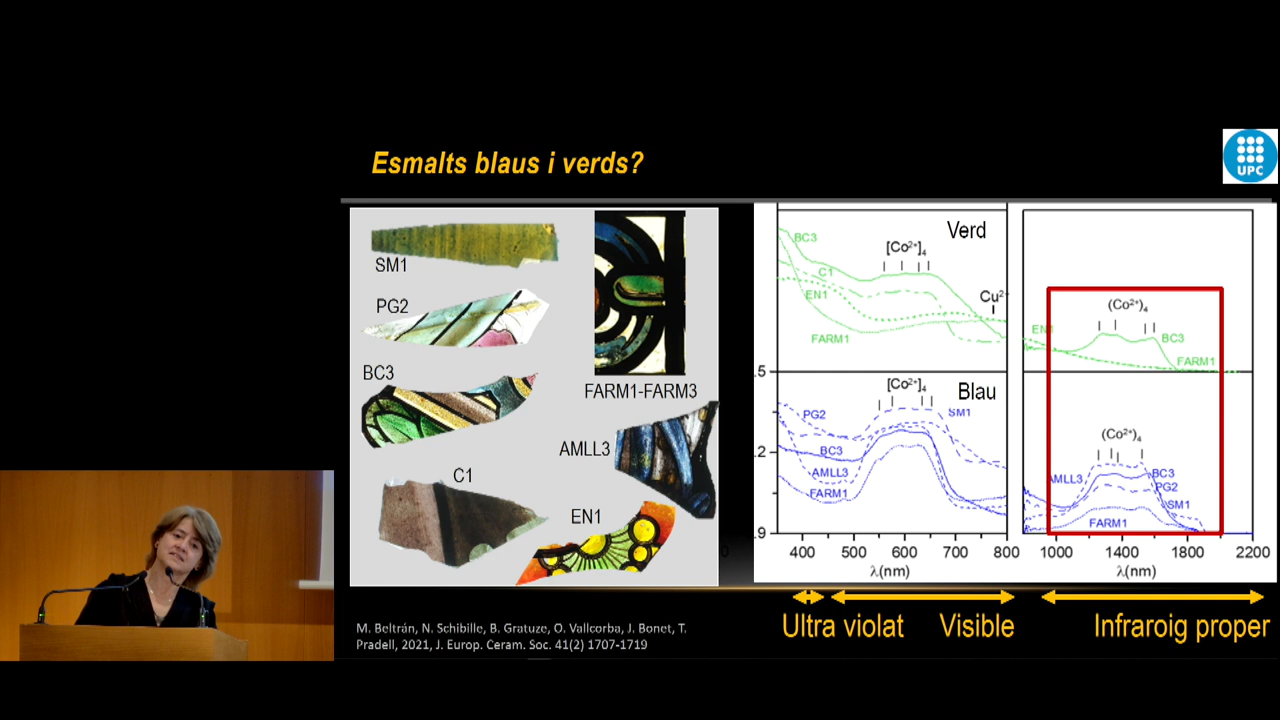 Esmalts blaus i verds?
UPC
SM1
PG2
BC3
FARM1-FARM3
AMLL3
C1
EN1
Verd
BC3
[Co²⁺]₄
C1
EN1
Cu²⁺
FARM1
(Co²⁺)₄
EN1
BC3
FARM1
.5
[Co²⁺]₄
Blau
PG2
SM1
BC3
AMLL3
FARM1
(Co²⁺)₄
AMLL3
BC3
PG2
SM1
FARM1
.2
.9
400 500 600 700 800
1000 1400 1800 2200
λ(nm)
λ(nm)
Ultra violat
Visible
Infraroig proper
M. Beltrán, N. Schibille, B. Gratuze, O. Vallcorba, J. Bonet, T.
Pradell, 2021, J. Europ. Ceram. Soc. 41(2) 1707-1719